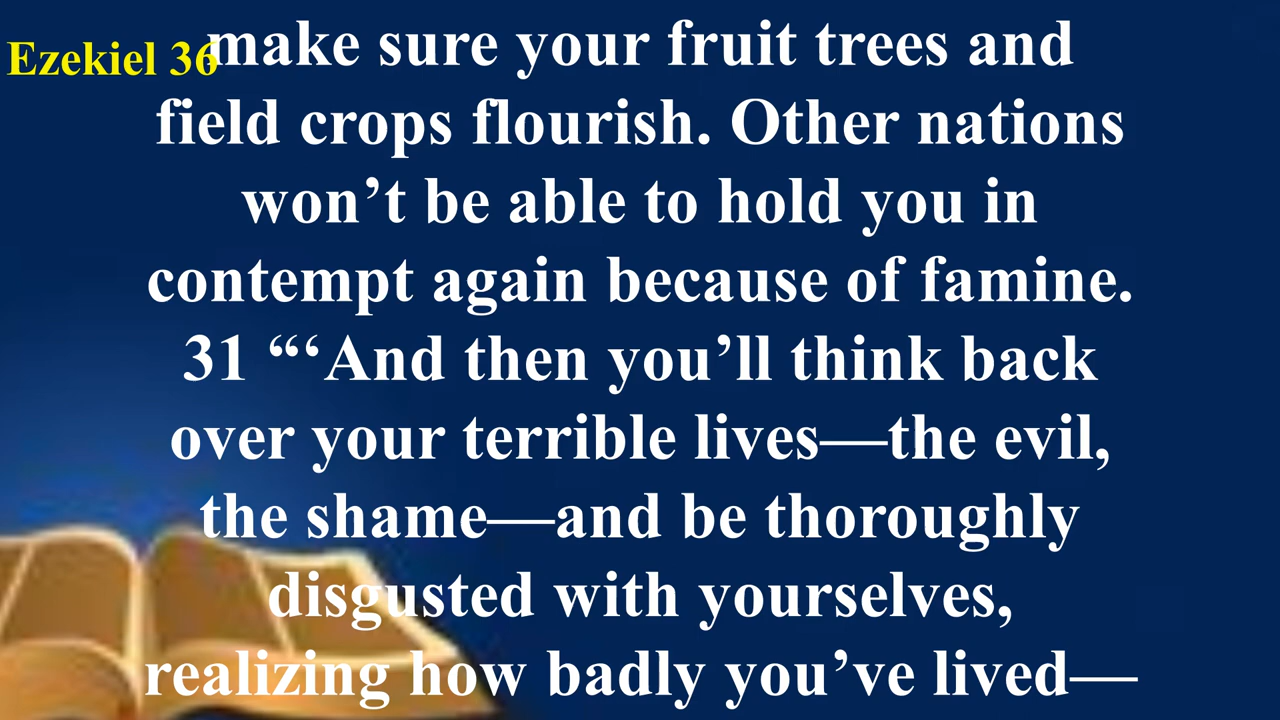 Ezekiel 36
make sure your fruit trees and
field crops flourish. Other nations
won’t be able to hold you in
contempt again because of famine.
31 “‘And then you’ll think back
over your terrible lives—the evil,
the shame—and be thoroughly
disgusted with yourselves,
realizing how badly you’ve lived—